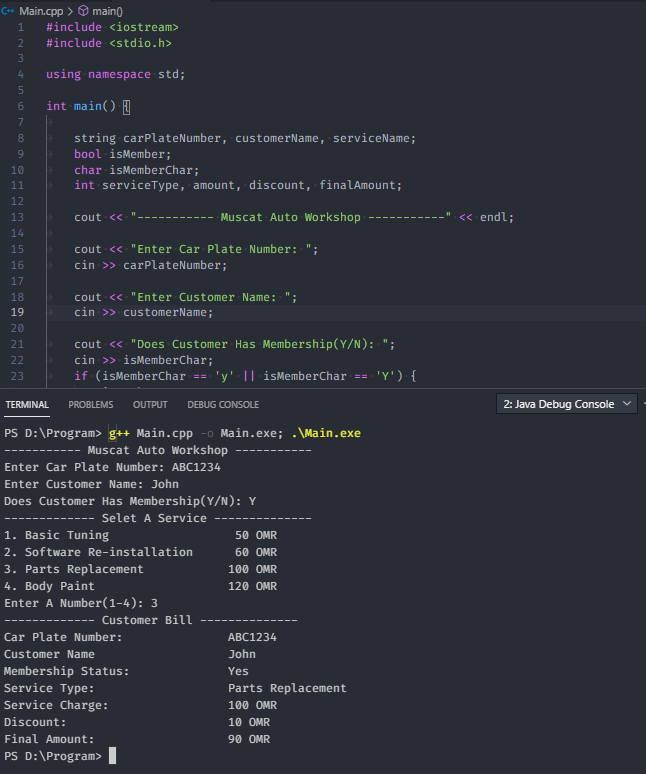 Main.cpp > main()
1 #include <iostream>
2 #include <stdio.h>
3
4 using namespace std;
5
6 int main() {
7
8 string carPlateNumber, customerName, serviceName;
9 bool isMember;
10 char isMemberChar;
11 int serviceType, amount, discount, finalAmount;
12
13 cout << "----------- Muscat Auto Workshop -----------" << endl;
14
15 cout << "Enter Car Plate Number: ";
16 cin >> carPlateNumber;
17
18 cout << "Enter Customer Name: ";
19 cin >> customerName;
20
21 cout << "Does Customer Has Membership(Y/N): ";
22 cin >> isMemberChar;
23 if (isMemberChar == 'y' || isMemberChar == 'Y') {
TERMINAL PROBLEMS OUTPUT DEBUG CONSOLE 2: Java Debug Console
PS D:\Program> g++ Main.cpp -o Main.exe; .\Main.exe
----------- Muscat Auto Workshop -----------
Enter Car Plate Number: ABC1234
Enter Customer Name: John
Does Customer Has Membership(Y/N): Y
------------- Selet A Service --------------
1. Basic Tuning 50 OMR
2. Software Re-installation 60 OMR
3. Parts Replacement 100 OMR
4. Body Paint 120 OMR
Enter A Number(1-4): 3
------------- Customer Bill --------------
Car Plate Number: ABC1234
Customer Name John
Membership Status: Yes
Service Type: Parts Replacement
Service Charge: 100 OMR
Discount: 10 OMR
Final Amount: 90 OMR
PS D:\Program>